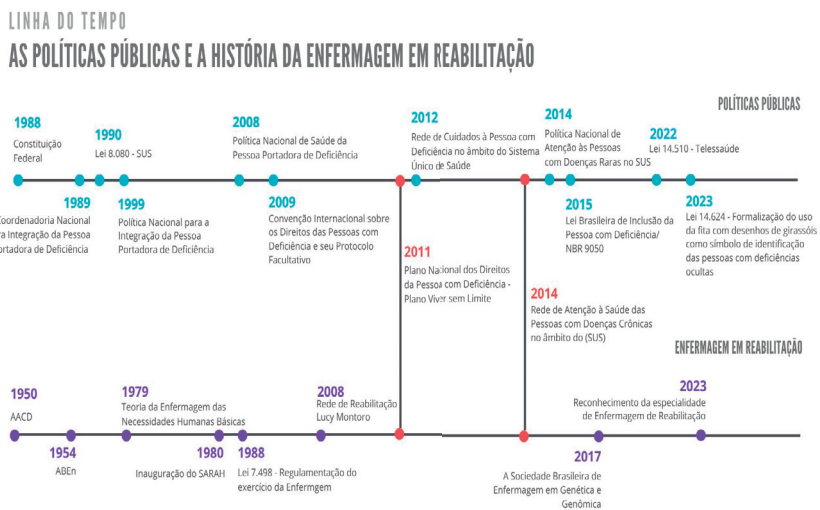 LINHA DO TEMPO
AS POLÍTICAS PÚBLICAS E A HISTÓRIA DA ENFERMAGEM EM REABILITAÇÃO
POLÍTICAS PÚBLICAS
1988
Constituição
Federal
1990
Lei 8.080 - SUS
2008
Política Nacional de Saúde da
Pessoa Portadora de Deficiência
2012
Rede de Cuidados à Pessoa com
Deficiência no âmbito do Sistema
Único de Saúde
2014
Política Nacional de
Atenção às Pessoas
com Doenças Raras no SUS
2022
Lei 14.510 - Telessaúde
1989
oordenadoria Nacional
a Integração da Pessoa
ortadora de Deficiência
1999
Política Nacional para a
Integração da Pessoa
Portadora de Deficiência
2009
Convenção Internacional sobre
os Direitos das Pessoas com
Deficiência e seu Protocolo
Facultativo
2011
Plano Nacional dos Direitos
da Pessoa com Deficiência -
Plano Viver sem Limite
2014
Rede de Atenção à Saúde das
Pessoas com Doenças Crônicas
no âmbito do (SUS)
2015
Lei Brasileira de Inclusão da
Pessoa com Deficiência/
NBR 9050
2023
Lei 14.624 - Formalização do uso
da fita com desenhos de girassóis
como símbolo de identificação
das pessoas com deficiências
ocultas
ENFERMAGEM EM REABILITAÇÃO
1950
AACD
1979
Teoria da Enfermagem das
Necessidades Humanas Básicas
2008
Rede de Reabilitação
Lucy Montoro
2023
Reconhecimento da especialidade
de Enfermagem de Reabilitação
1954
ABEn
1980
Inauguração do SARAH
1988
Lei 7.498 - Regulamentação do
exercício da Enfermgem
2017
A Sociedade Brasileira de
Enfermagem em Genética e
Genômica